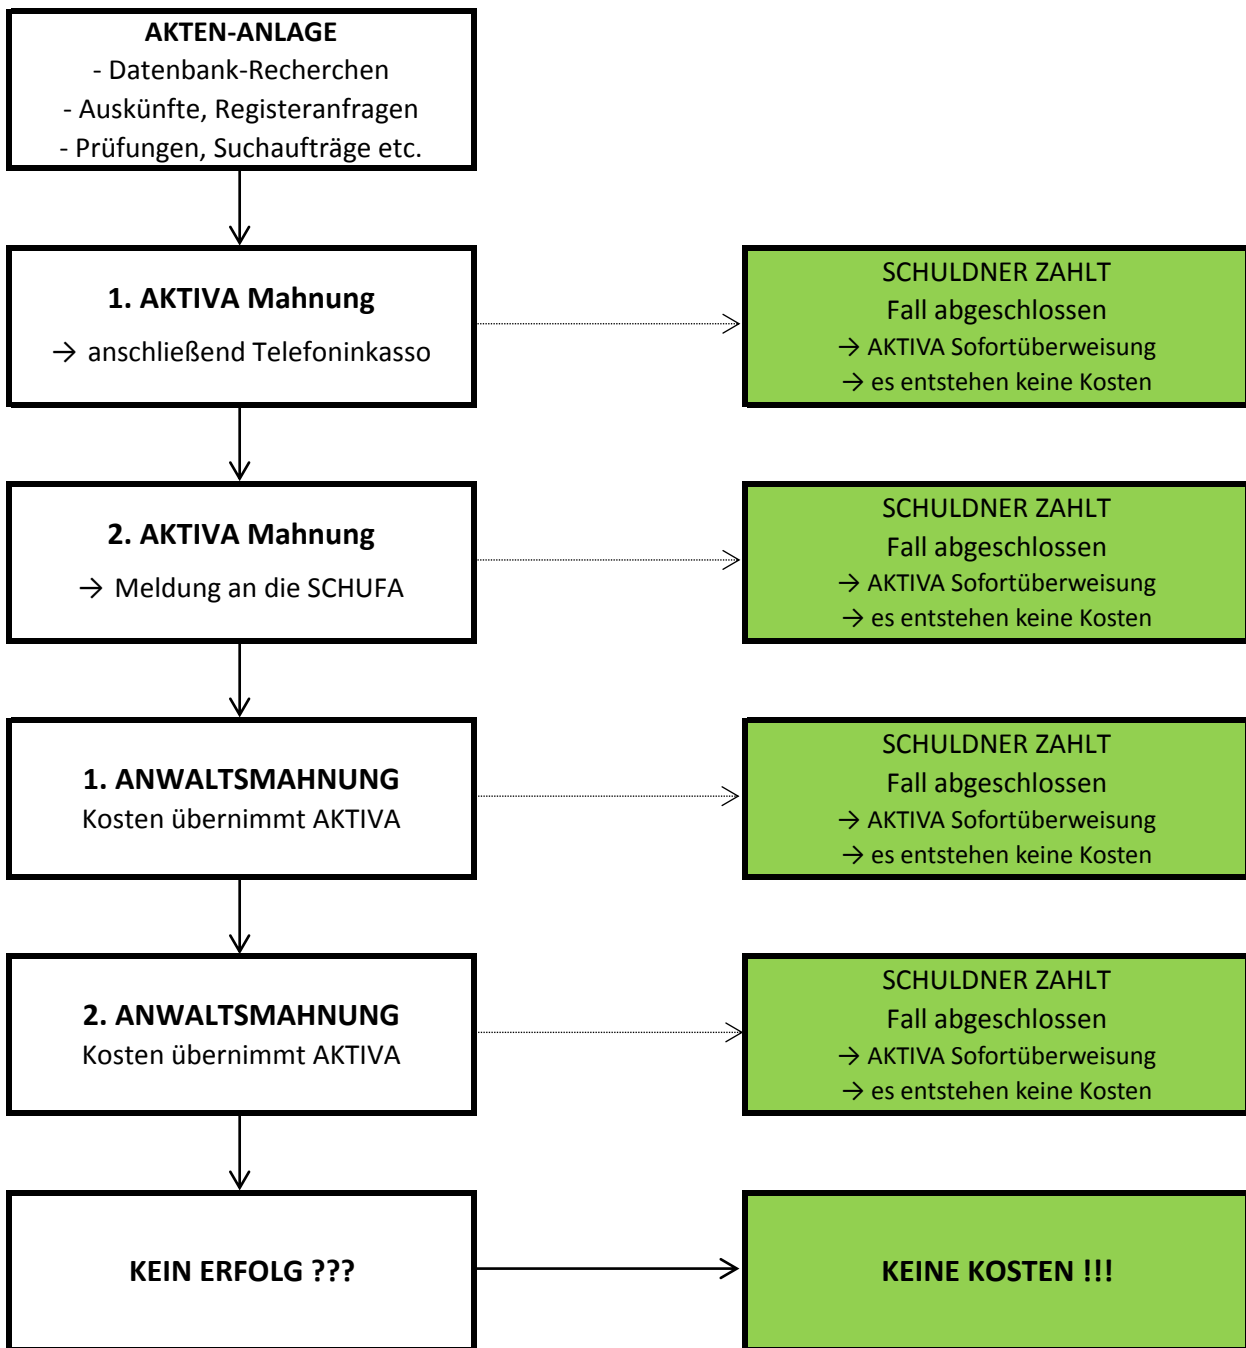 AKTEN-ANLAGE
- Datenbank-Recherchen
- Auskünfte, Registeranfragen
- Prüfungen, Suchaufträge etc.
1. AKTIVA Mahnung
→ anschließend Telefoninkasso
SCHULDNER ZAHLT
Fall abgeschlossen
→ AKTIVA Sofortüberweisung
→ es entstehen keine Kosten
2. AKTIVA Mahnung
→ Meldung an die SCHUFA
SCHULDNER ZAHLT
Fall abgeschlossen
→ AKTIVA Sofortüberweisung
→ es entstehen keine Kosten
1. ANWALTSMAHNUNG
Kosten übernimmt AKTIVA
SCHULDNER ZAHLT
Fall abgeschlossen
→ AKTIVA Sofortüberweisung
→ es entstehen keine Kosten
2. ANWALTSMAHNUNG
Kosten übernimmt AKTIVA
SCHULDNER ZAHLT
Fall abgeschlossen
→ AKTIVA Sofortüberweisung
→ es entstehen keine Kosten
KEIN ERFOLG ???
KEINE KOSTEN !!!